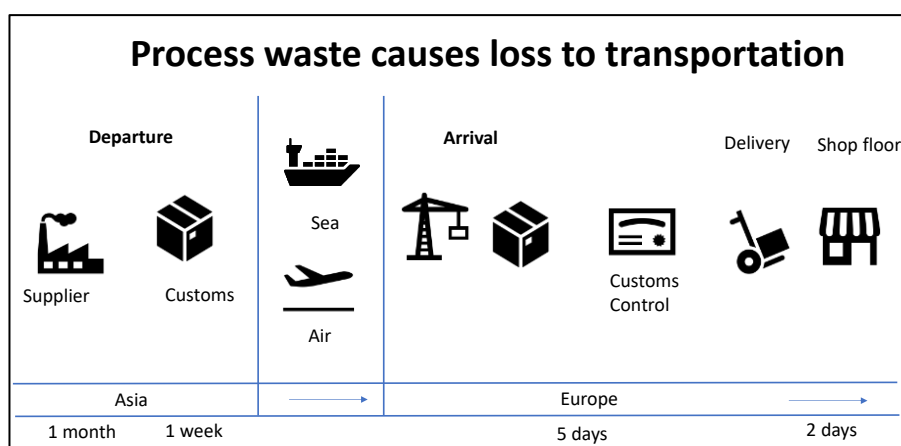 Process waste causes loss to transportation
Departure
Arrival
Delivery
Shop floor
Sea
Supplier
Customs
Customs
Control
Air
Asia
Europe
1 month
1 week
5 days
2 days